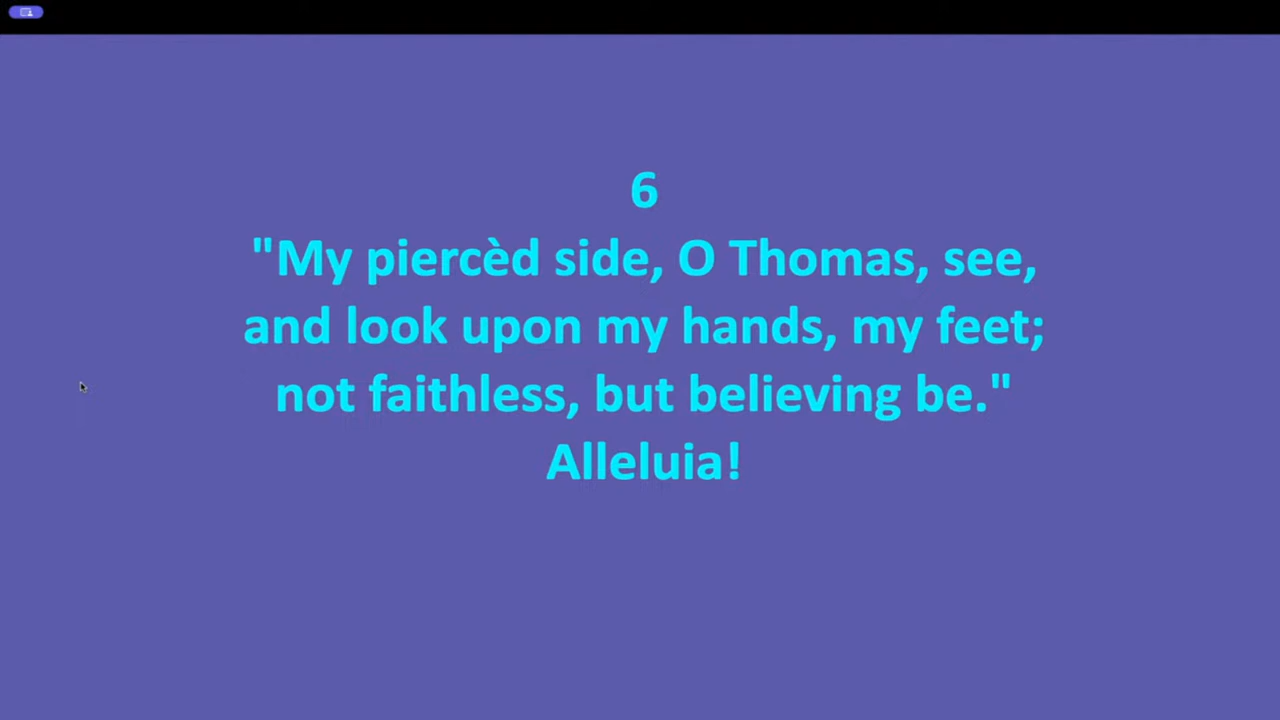 6
"My piercèd side, O Thomas, see,
and look upon my hands, my feet;
not faithless, but believing be."
Alleluia!